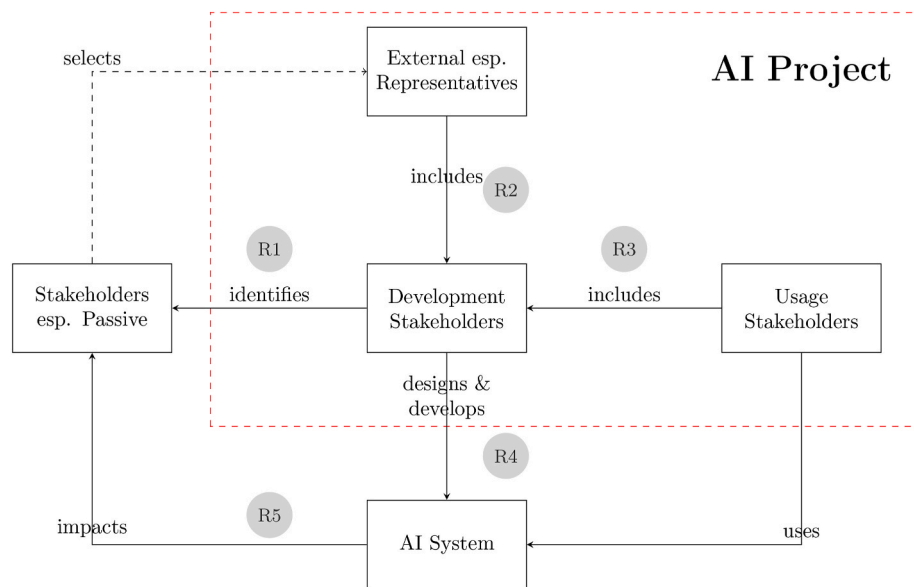 selects
External esp.
Representatives
AI Project
includes
R2
R1
R3
Stakeholders
esp. Passive
identifies
Development
Stakeholders
includes
Usage
Stakeholders
designs &
develops
R4
R5
impacts
AI System
uses